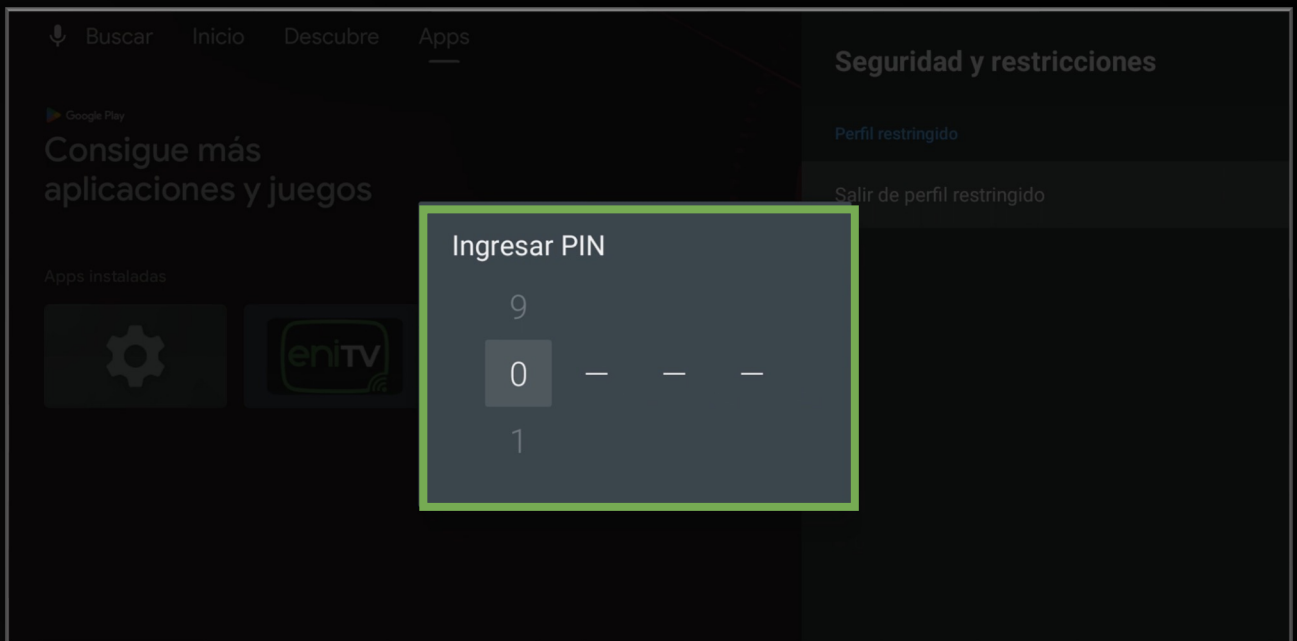 Buscar Inicio Descubre Apps
Seguridad y restricciones
Google Play
Consigue más
aplicaciones y juegos
Perfil restringido
Salir de perfil restringido
Ingresar PIN
9
0 — — —
1
Apps instaladas
eniTV